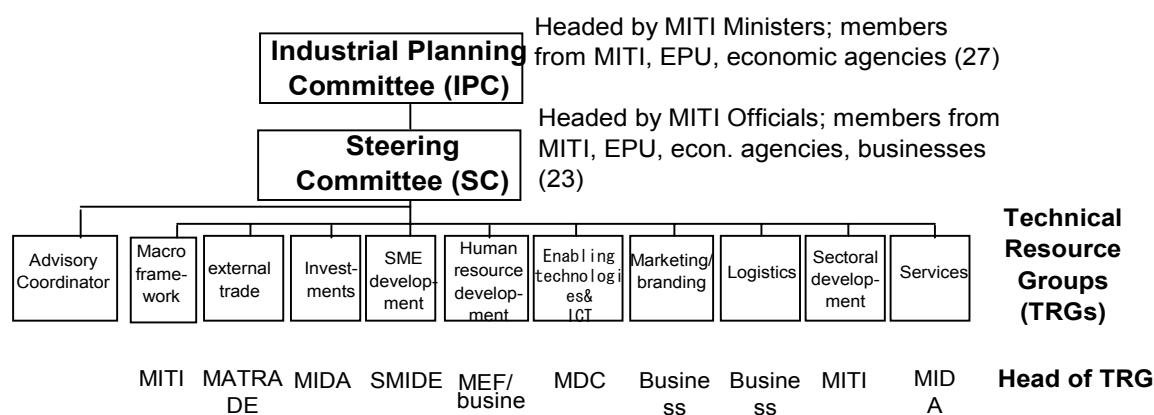 Industrial Planning
Committee (IPC)
Headed by MITI Ministers; members
from MITI, EPU, economic agencies (27)
Steering
Committee (SC)
Headed by MITI Officials; members from
MITI, EPU, econ. agencies, businesses
(23)
Advisory
Coordinator
Macro
frame-
work
external
trade
Invest-
ments
SME
develop-
ment
Human
resource
develop-
ment
Enabling
technologi
es&
ICT
Marketing/
branding
Logistics
Sectoral
develop-
ment
Services
Technical
Resource
Groups
(TRGs)
MITI
MATRA
DE
MIDA
SMIDE
MEF/
busine
MDC
Busine
ss
Busine
ss
MITI
MID
A
Head of TRG